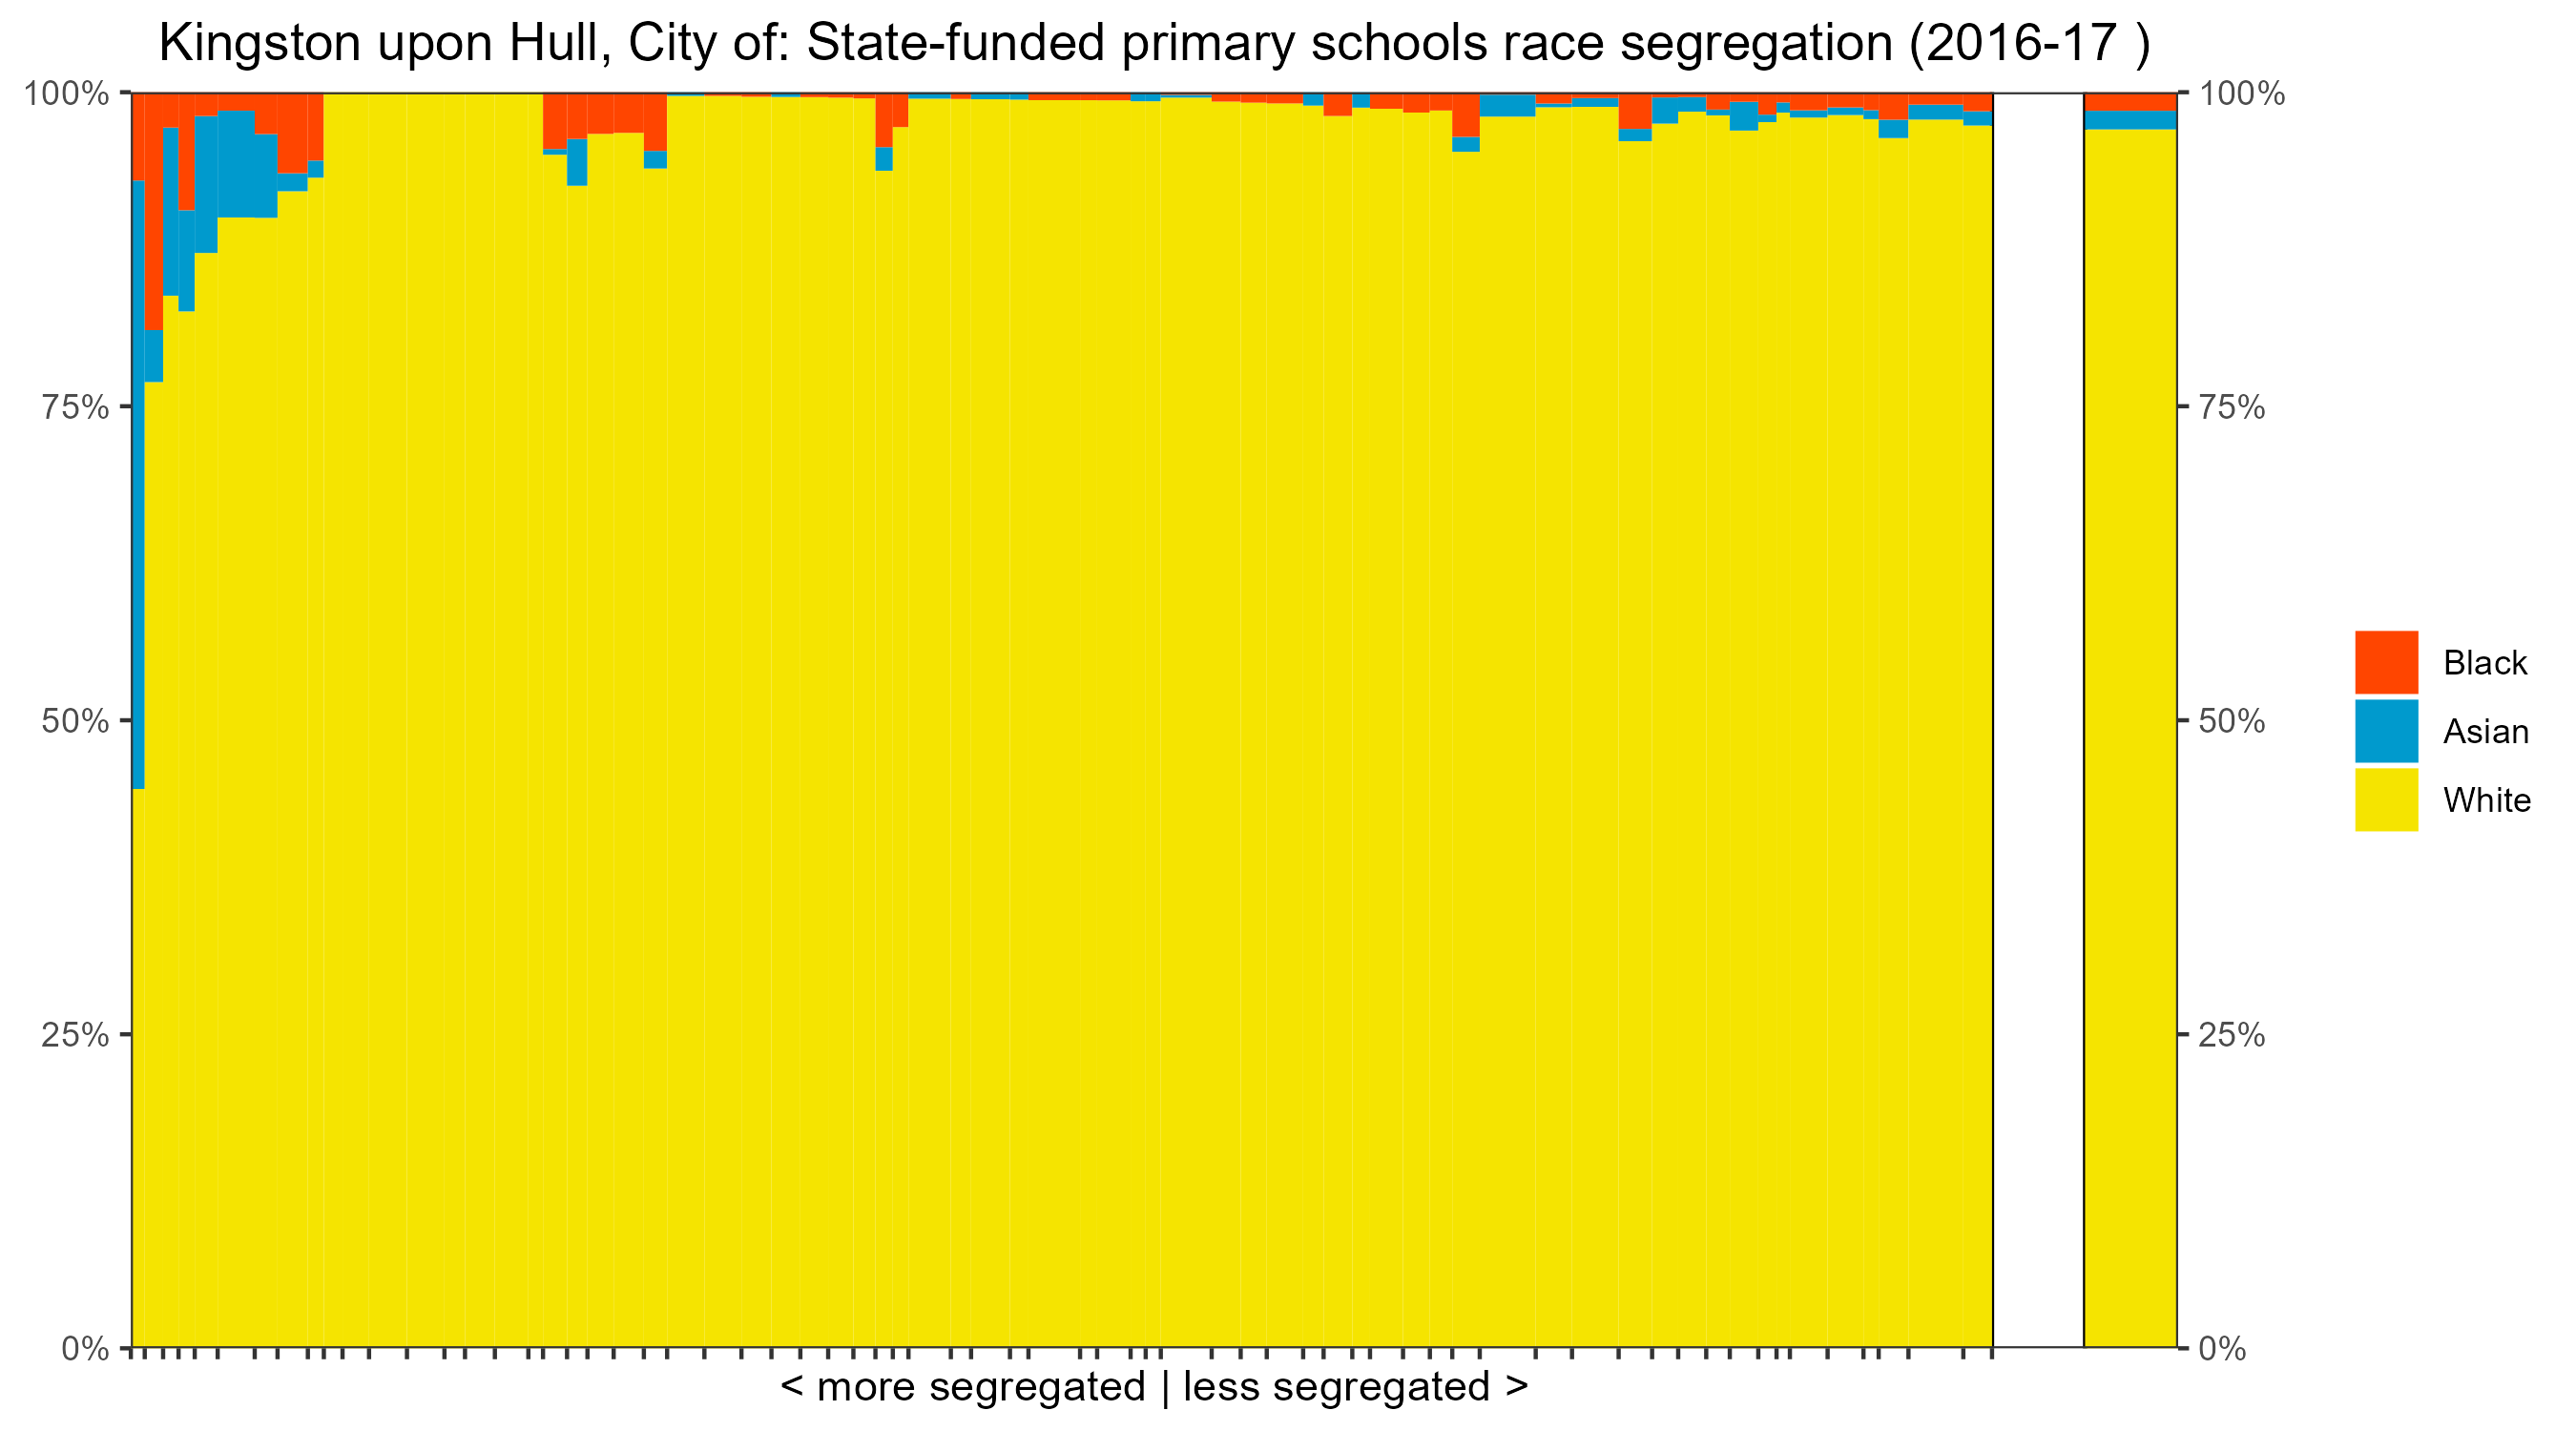 Kingston upon Hull, City of: State-funded primary schools race segregation (2016-17 )
100%
75%
50%
25%
0%
100%
75%
50%
25%
0%
Black
Asian
White
< more segregated | less segregated >